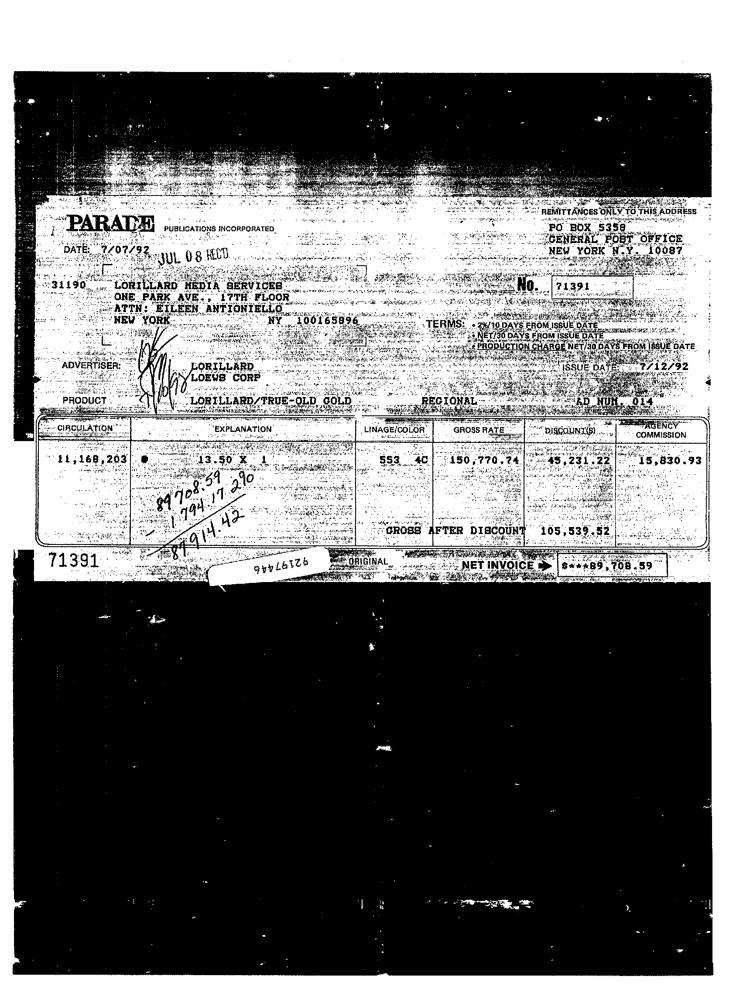 REMITTANCES ONLY TO THIS ADDRESS
PARADE PUBLICATIONS INCORPORATED
PO BOX 5358
GENERAL POST OFFICE
NEW YORK N.Y. 10087
DATE: 7/07/92
JUL 08 REC'D
31190 LORILLARD MEDIA SERVICES
ONE PARK AVE., 17TH FLOOR
ATTN: EILEEN ANTIONIELLO
NEW YORK NY 100165896
No. 71391
TERMS: • 2%/10 DAYS FROM ISSUE DATE
• NET/30 DAYS FROM ISSUE DATE
• PRODUCTION CHARGE NET/30 DAYS FROM ISSUE DATE
ADVERTISER: LORILLARD
LOEWS CORP
ISSUE DATE: 7/12/92
PRODUCT LORILLARD/TRUE-OLD GOLD REGIONAL AD NUM. 014
CIRCULATION EXPLANATION LINAGE/COLOR GROSS RATE DISCOUNT(S) AGENCY COMMISSION
11,168,203 13.50 X 1 553 4C 150,770.74 45,231.22 15,830.93
89708.59
- 1794.17 290
87914.42
GROSS AFTER DISCOUNT 105,539.52
71391
92197446
ORIGINAL
NET INVOICE $***89,708.59